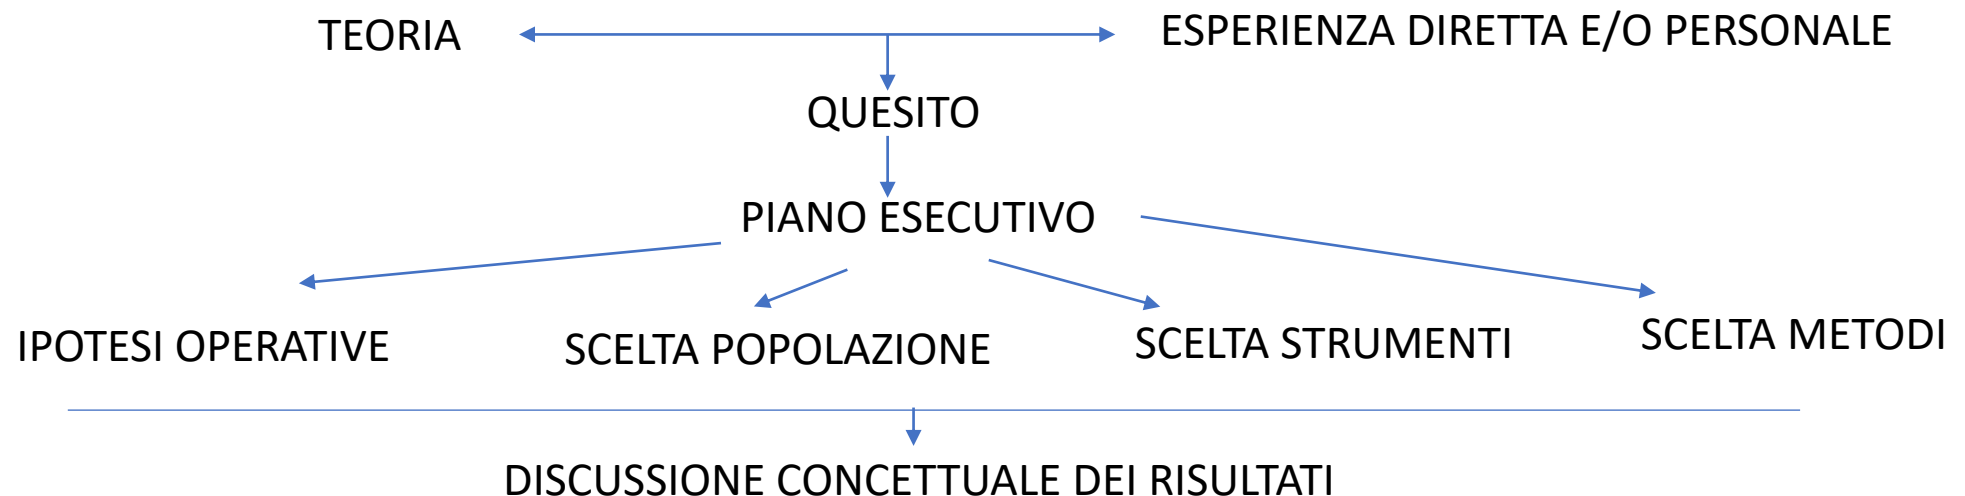 TEORIA
ESPERIENZA DIRETTA E/O PERSONALE
QUESITO
PIANO ESECUTIVO
IPOTESI OPERATIVE
SCELTA POPOLAZIONE
SCELTA STRUMENTI
SCELTA METODI
DISCUSSIONE CONCETTUALE DEI RISULTATI